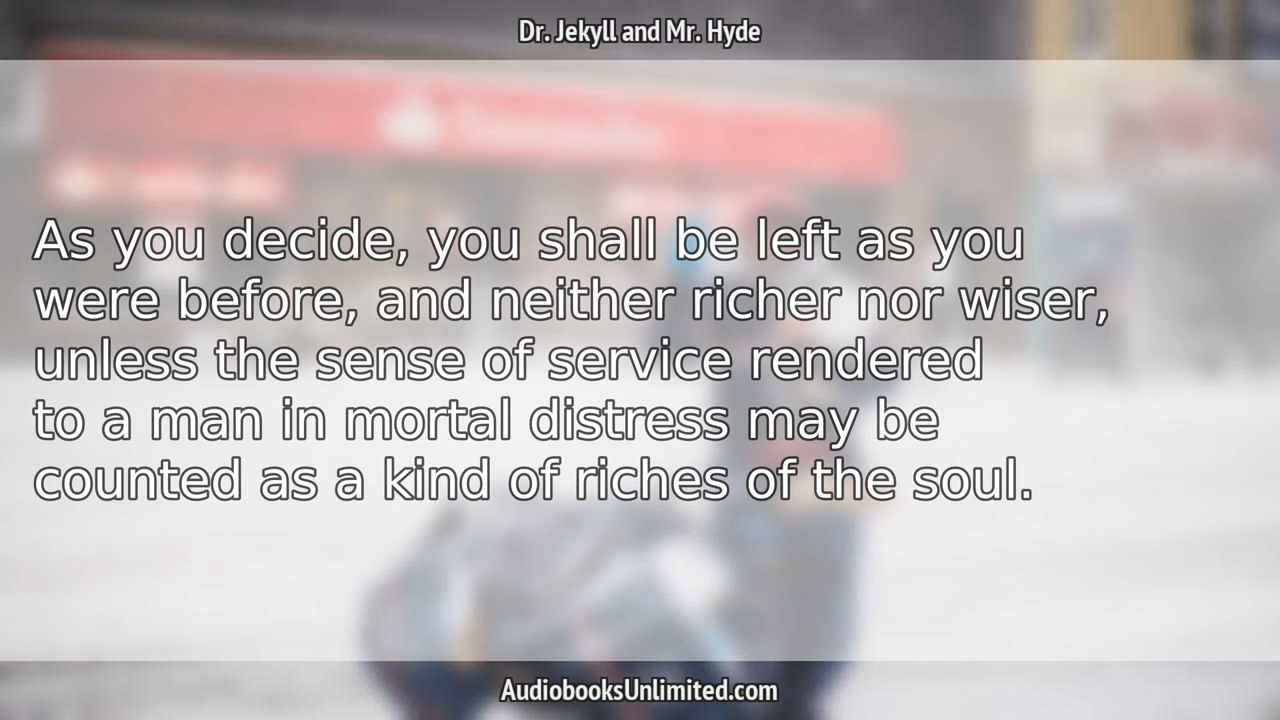 Dr. Jekyll and Mr. Hyde
As you decide, you shall be left as you
were before, and neither richer nor wiser,
unless the sense of service rendered
to a man in mortal distress may be
counted as a kind of riches of the soul.
AudiobooksUnlimited.com